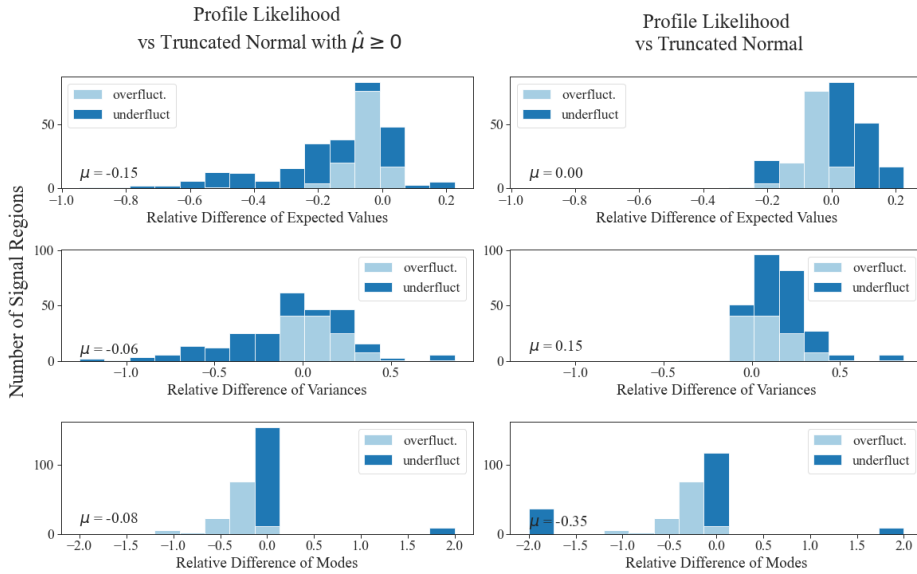 Profile Likelihood
vs Truncated Normal with μ̂ ≥ 0
Profile Likelihood
vs Truncated Normal
Number of Signal Regions
overfluct.
underfluct
μ = -0.15
50
0
−1.0 −0.8 −0.6 −0.4 −0.2 0.0 0.2
Relative Difference of Expected Values
overfluct.
underfluct
μ = 0.00
50
0
−1.0 −0.8 −0.6 −0.4 −0.2 0.0 0.2
Relative Difference of Expected Values
100
50
0
overfluct.
underfluct
μ = -0.06
−1.0 −0.5 0.0 0.5
Relative Difference of Variances
100
50
0
overfluct.
underfluct
μ = 0.15
−1.0 −0.5 0.0 0.5
Relative Difference of Variances
100
0
overfluct.
underfluct
μ = -0.08
−2.0 −1.5 −1.0 −0.5 0.0 0.5 1.0 1.5 2.0
Relative Difference of Modes
100
0
overfluct.
underfluct
μ = -0.35
−2.0 −1.5 −1.0 −0.5 0.0 0.5 1.0 1.5 2.0
Relative Difference of Modes